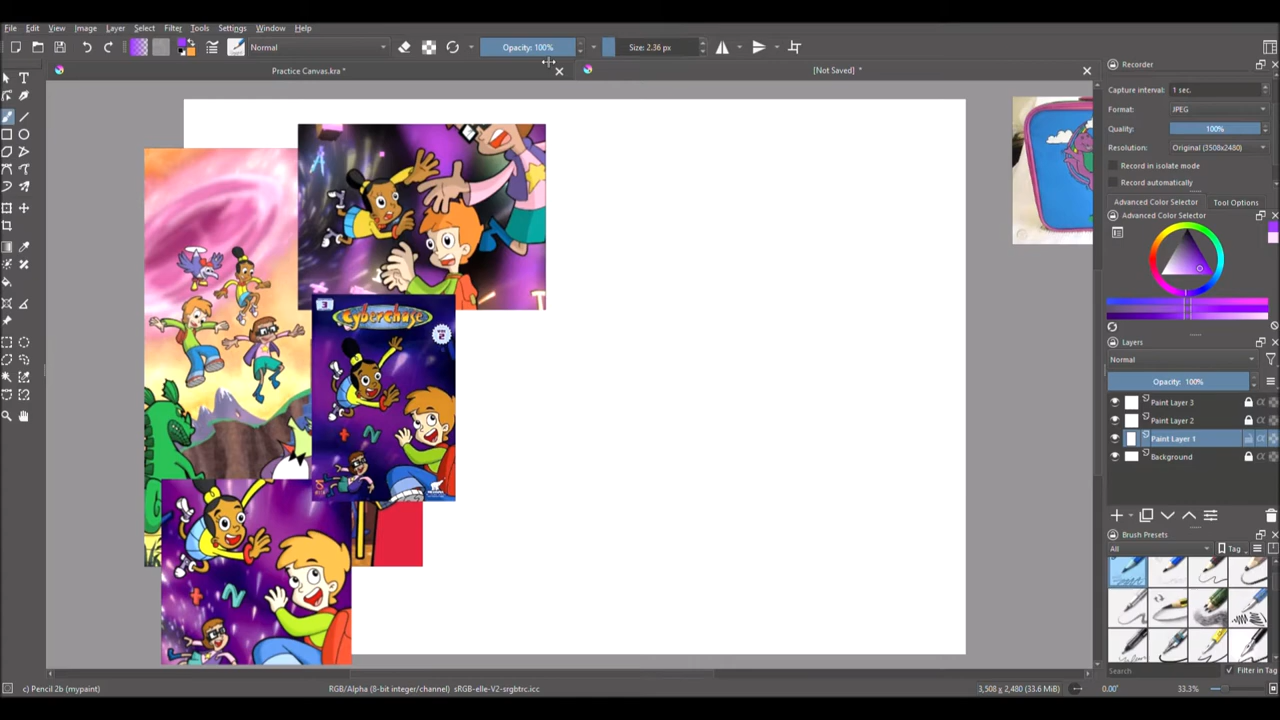 File Edit View Image Layer Select Filter Tools Settings Window Help
Normal
Opacity: 100%
Size: 2.36 px
Practice Canvas.kra *
[Not Saved] *
Recorder
Capture interval: 1 sec.
Format: JPEG
Quality: 100%
Resolution: Original (3508x2480)
Record in isolate mode
Record automatically
Advanced Color Selector Tool Options
Advanced Color Selector
Layers
Normal
Opacity: 100%
Paint Layer 3
Paint Layer 2
Paint Layer 1
Background
Brush Presets
All
Tag
Search
Filter in Tag
3
Cyberchase
c) Pencil 2b (mypaint)
RGB/Alpha (8-bit integer/channel) sRGB-elle-V2-srgbtrc.icc
3,508 x 2,480 (33.6 MiB)
0.00°
33.3%